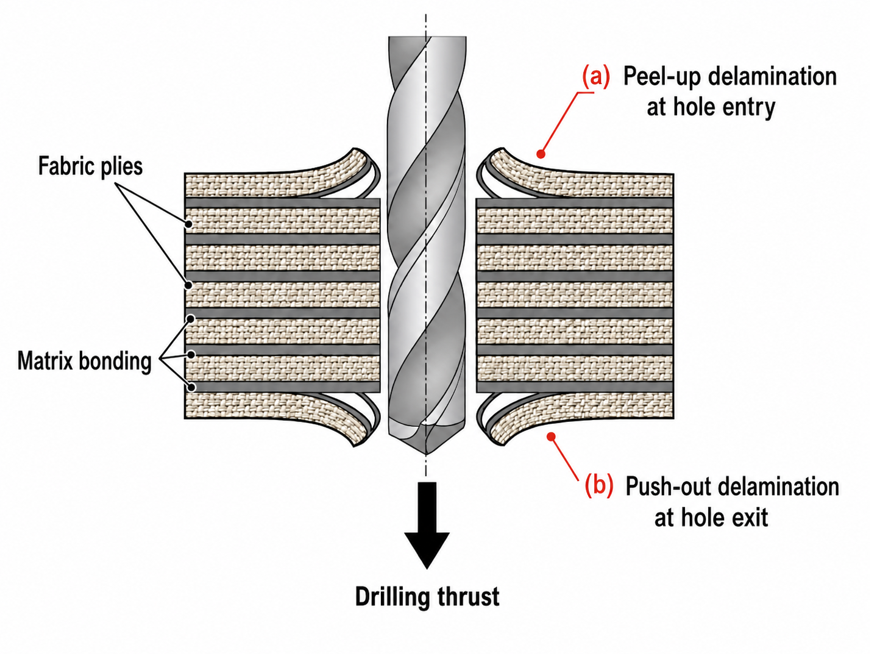 (a) Peel-up delamination
at hole entry
Fabric plies
Matrix bonding
(b) Push-out delamination
at hole exit
Drilling thrust